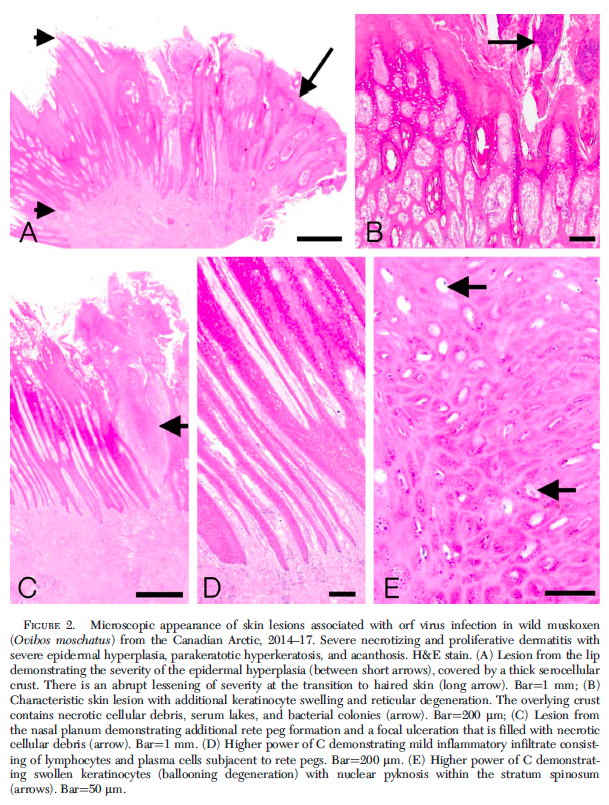 A
B
C
D
E
FIGURE 2. Microscopic appearance of skin lesions associated with orf virus infection in wild muskoxen
(Ovibos moschatus) from the Canadian Arctic, 2014–17. Severe necrotizing and proliferative dermatitis with
severe epidermal hyperplasia, parakeratotic hyperkeratosis, and acanthosis. H&E stain. (A) Lesion from the lip
demonstrating the severity of the epidermal hyperplasia (between short arrows), covered by a thick serocellular
crust. There is an abrupt lessening of severity at the transition to haired skin (long arrow). Bar=1 mm; (B)
Characteristic skin lesion with additional keratinocyte swelling and reticular degeneration. The overlying crust
contains necrotic cellular debris, serum lakes, and bacterial colonies (arrow). Bar=200 μm; (C) Lesion from
the nasal planum demonstrating additional rete peg formation and a focal ulceration that is filled with necrotic
cellular debris (arrow). Bar=1 mm. (D) Higher power of C demonstrating mild inflammatory infiltrate consist-
ing of lymphocytes and plasma cells subjacent to rete pegs. Bar=200 μm. (E) Higher power of C demonstrat-
ing swollen keratinocytes (ballooning degeneration) with nuclear pyknosis within the stratum spinosum
(arrows). Bar=50 μm.